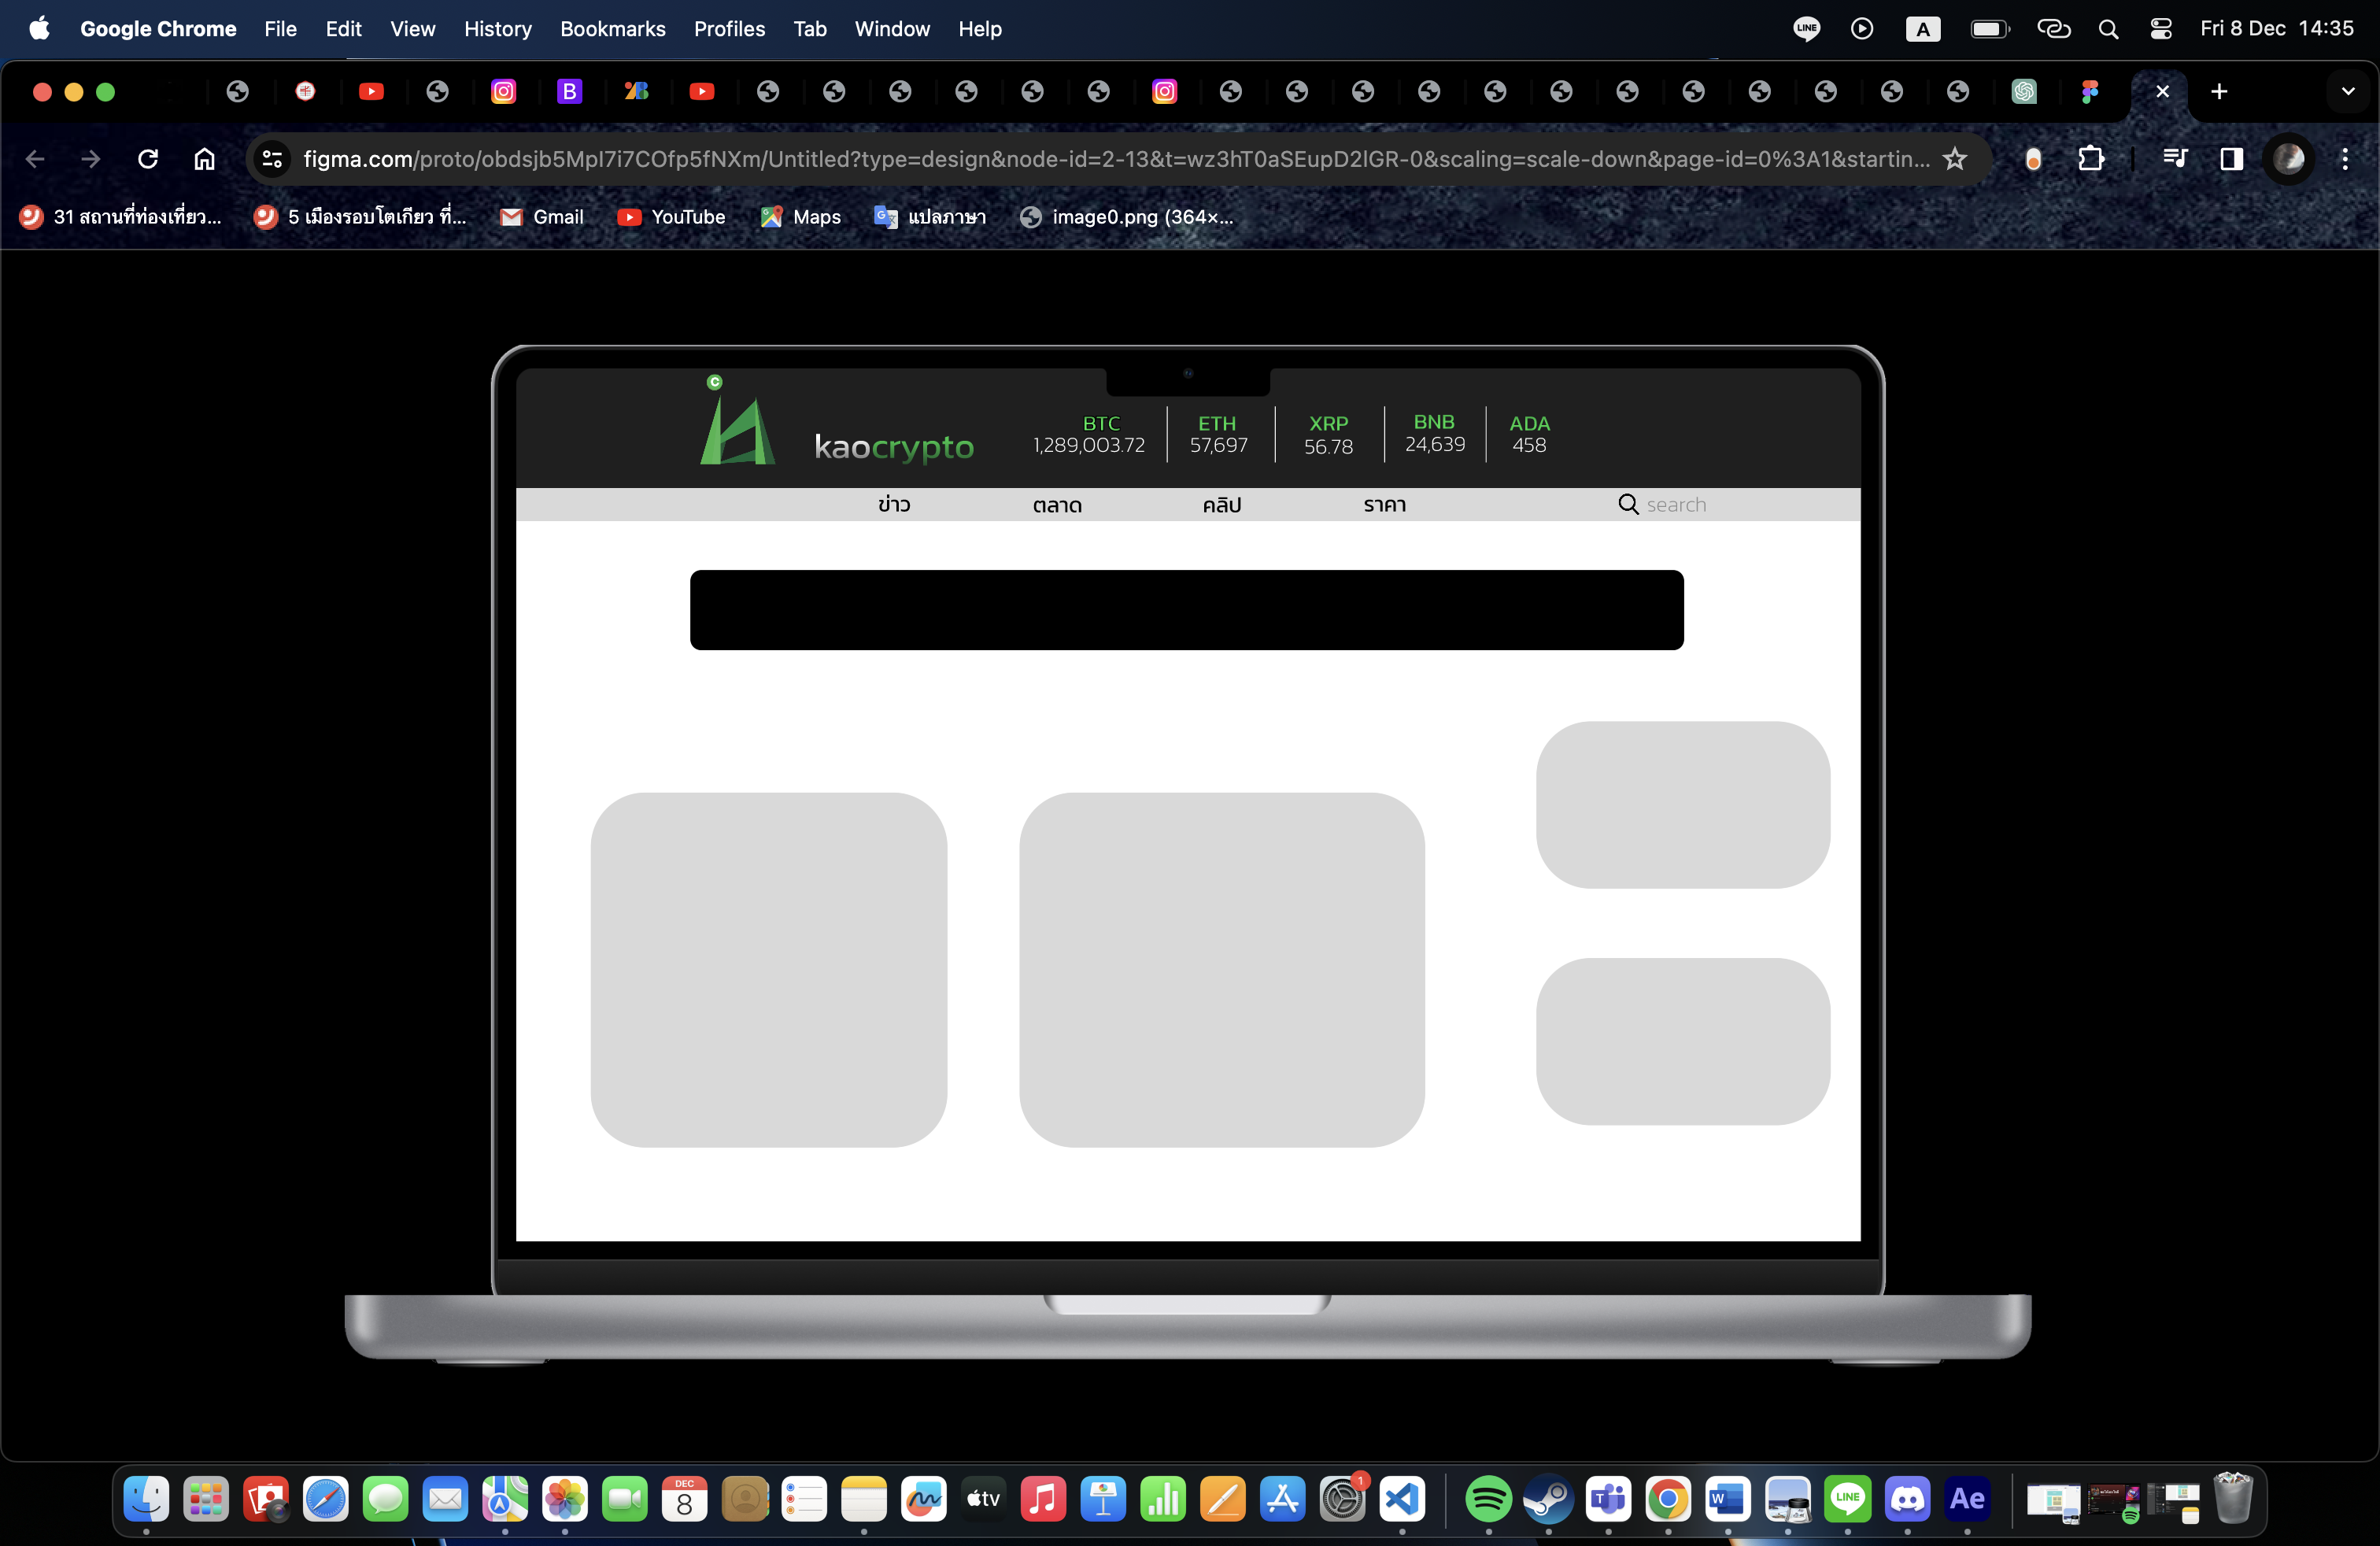 Google Chrome File Edit View History Bookmarks Profiles Tab Window Help LINE A Fri 8 Dec 14:35
B
figma.com/proto/obdsjb5MpI7i7COfp5fNXm/Untitled?type=design&node-id=2-13&t=wz3hT0aSEupD2lGR-0&scaling=scale-down&page-id=0%3A1&startin...
31 สถานที่ท่องเที่ยว... 5 เมืองรอบโตเกียว ที่... Gmail YouTube Maps แปลภาษา image0.png (364×...
C
kaocrypto
BTC ETH XRP BNB ADA
1,289,003.72 57,697 56.78 24,639 458
ข่าว ตลาด คลิป ราคา search
DEC
8
tv
1
W
LINE
Ae